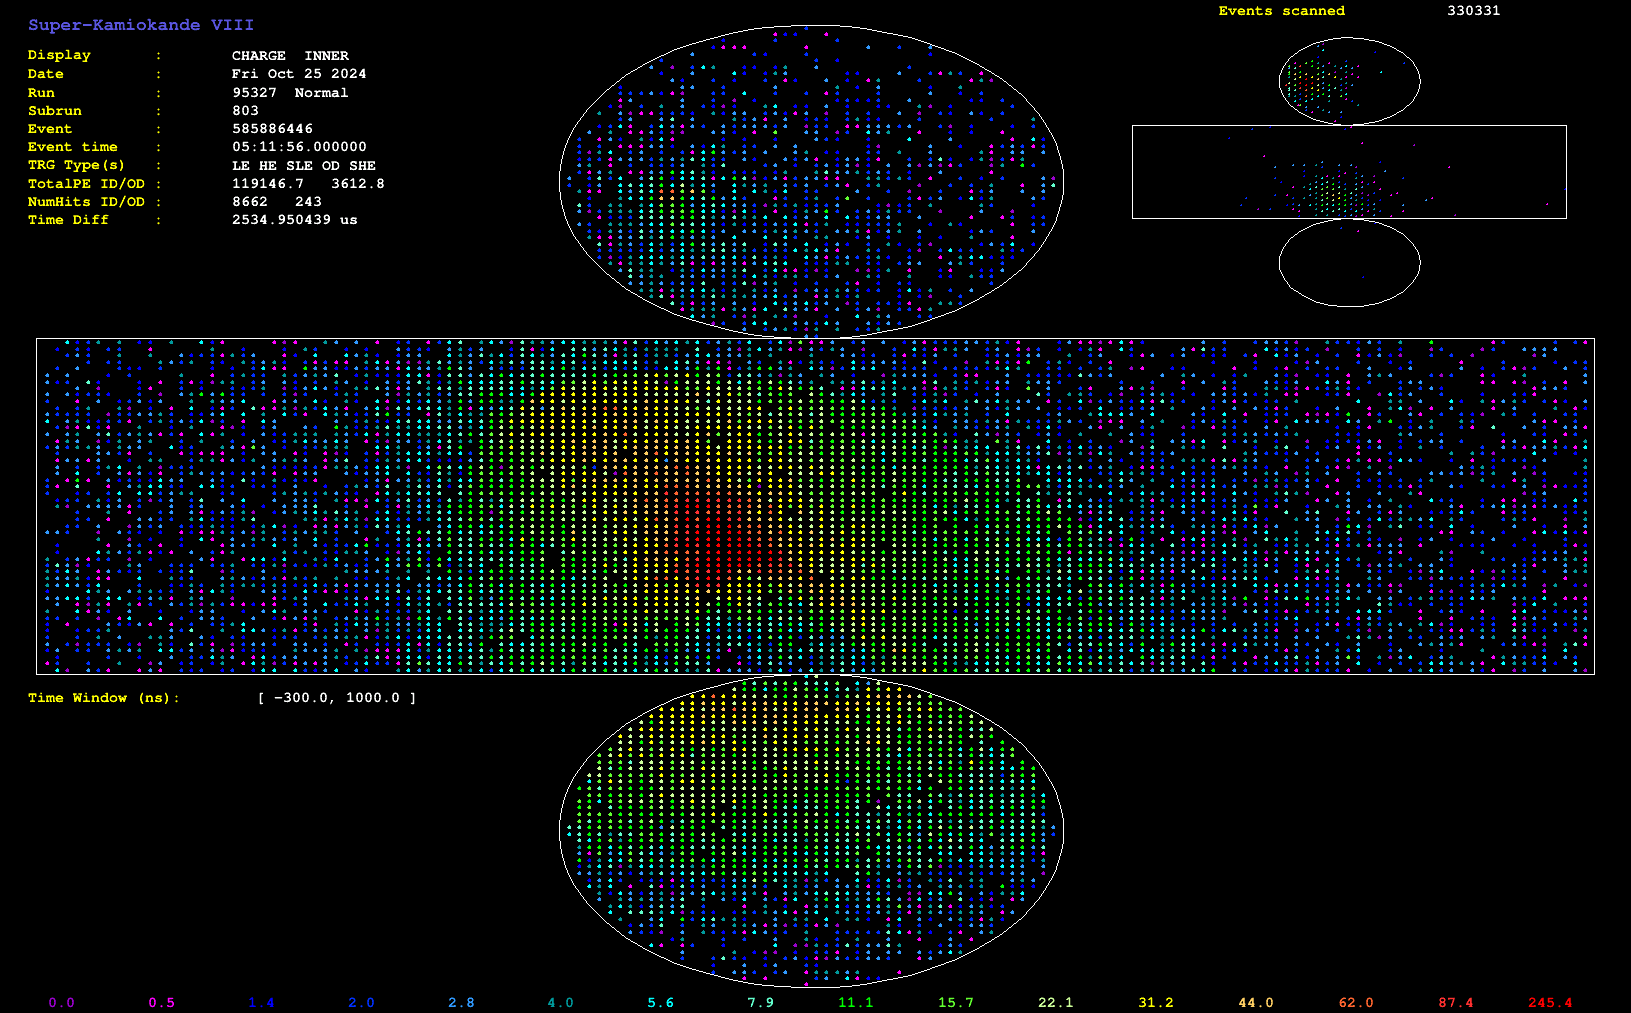 Super-Kamiokande VIII
Events scanned 330331
Display : CHARGE INNER
Date : Fri Oct 25 2024
Run : 95327 Normal
Subrun : 803
Event : 585886446
Event time : 05:11:56.000000
TRG Type(s) : LE HE SLE OD SHE
TotalPE ID/OD : 119146.7 3612.8
NumHits ID/OD : 8662 243
Time Diff : 2534.950439 us
Time Window (ns): [ −300.0, 1000.0 ]
0.0 0.5 1.4 2.0 2.8 4.0 5.6 7.9 11.1 15.7 22.1 31.2 44.0 62.0 87.4 245.4